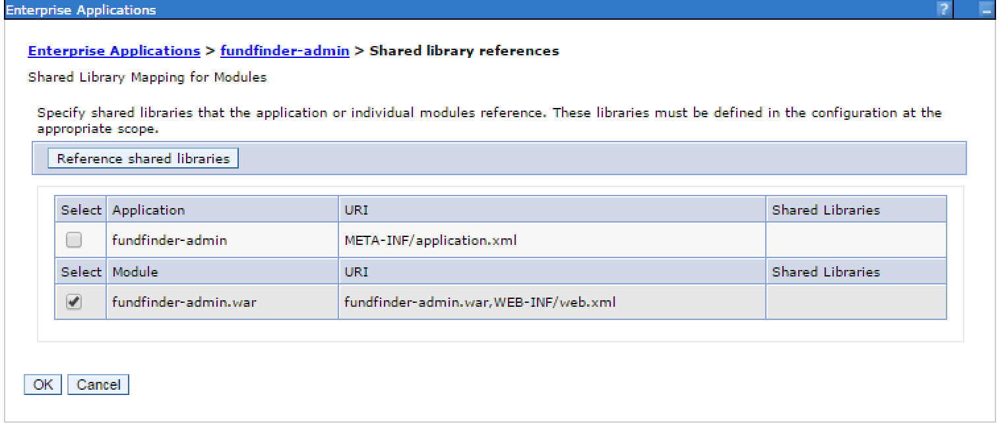 Enterprise Applications ?
Enterprise Applications > fundfinder-admin > Shared library references
Shared Library Mapping for Modules
Specify shared libraries that the application or individual modules reference. These libraries must be defined in the configuration at the
appropriate scope.
Reference shared libraries
Select Application URI Shared Libraries
fundfinder-admin META-INF/application.xml
Select Module URI Shared Libraries
fundfinder-admin.war fundfinder-admin.war,WEB-INF/web.xml
OK Cancel